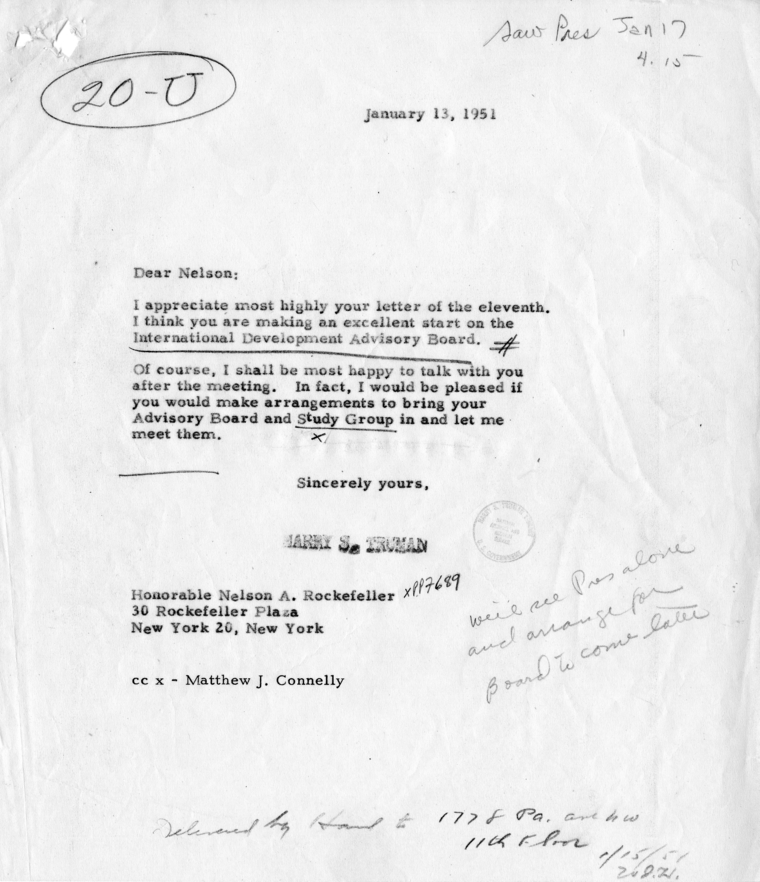 Saw Pres Jan 17
4.15
20-U
January 13, 1951
Dear Nelson:
I appreciate most highly your letter of the eleventh.
I think you are making an excellent start on the
International Development Advisory Board. #
Of course, I shall be most happy to talk with you
after the meeting. In fact, I would be pleased if
you would make arrangements to bring your
Advisory Board and Study Group in and let me
meet them. x
Sincerely yours,
HARRY S. TRUMAN
Honorable Nelson A. Rockefeller xPP7689
30 Rockefeller Plaza
New York 20, New York
we'll see Pres alone
and arrange for
Board to come later
cc x - Matthew J. Connelly
Delivered by Hand to 1778 Pa. ave nw
11th Floor
1/15/51